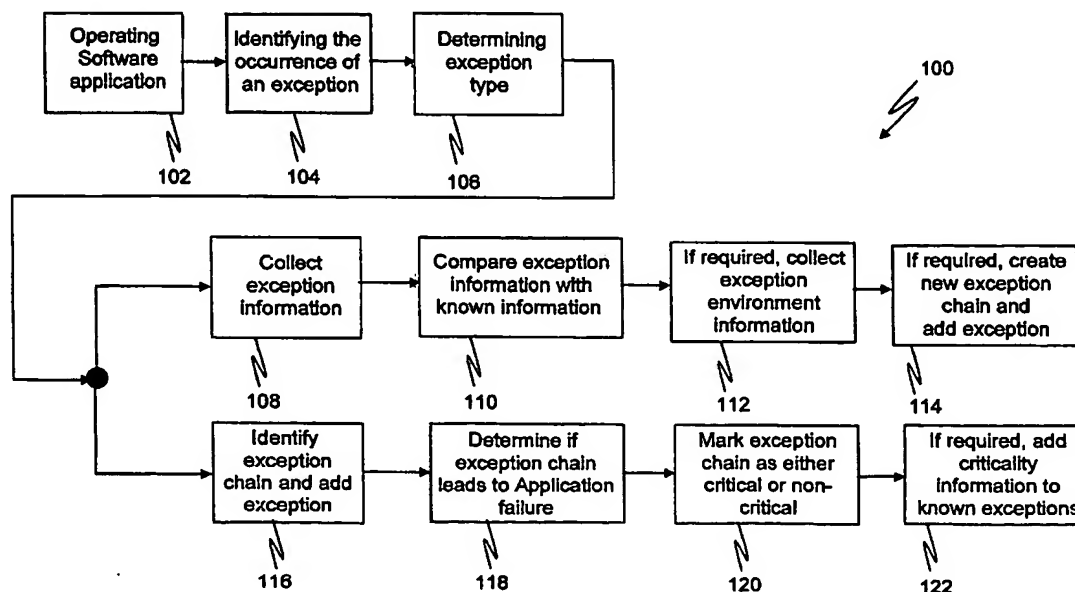 Operating
Software
application
Identifying the
occurrence of
an exception
Determining
exception
type
100
102
104
106
Collect
exception
information
Compare exception
information with
known information
If required, collect
exception
environment
information
If required, create
new exception
chain and
add exception
108
110
112
114
Identify
exception
chain and add
exception
Determine if
exception chain
leads to Application
failure
Mark exception
chain as either
critical or non-
critical
If required, add
criticality
information to
known exceptions
116
118
120
122